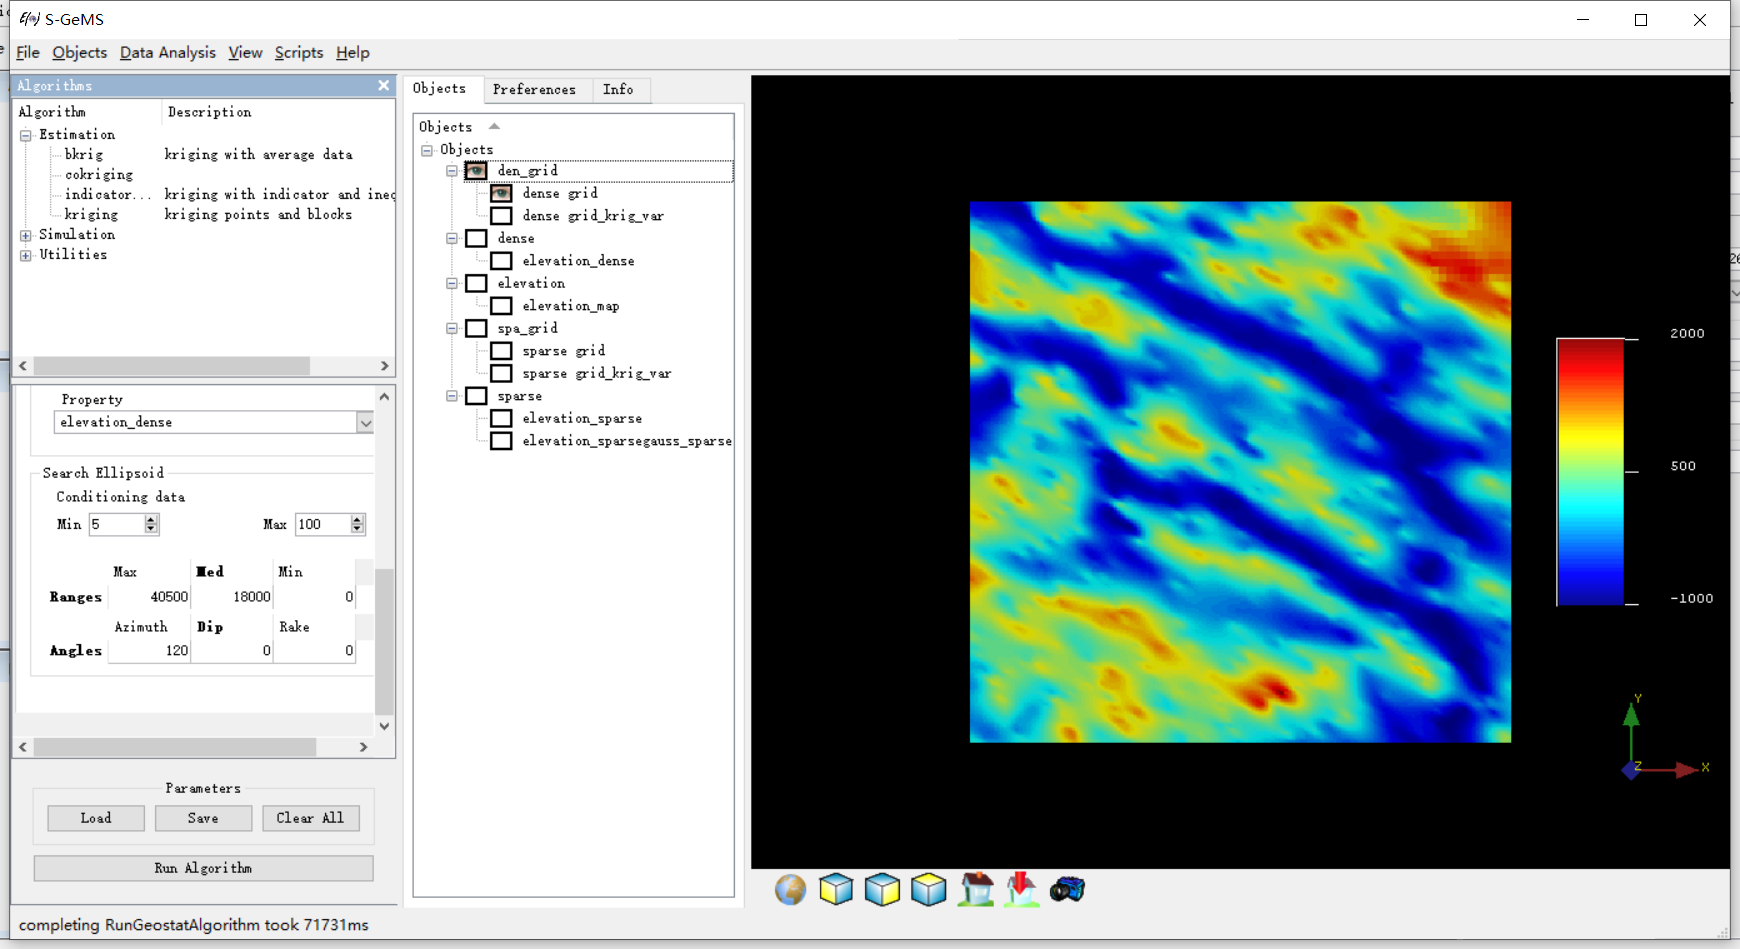 S-GeMS
File Objects Data Analysis View Scripts Help
Algorithms
Algorithm Description
Estimation
bkrig kriging with average data
cokriging
indicator... kriging with indicator and ineq
kriging kriging points and blocks
Simulation
Utilities
Property
elevation_dense
Search Ellipsoid
Conditioning data
Min 5 Max 100
Max Med Min
Ranges 40500 18000 0
Azimuth Dip Rake
Angles 120 0 0
Parameters
Load Save Clear All
Run Algorithm
completing RunGeostatAlgorithm took 71731ms
Objects Preferences Info
Objects
Objects
den_grid
dense grid
dense grid_krig_var
dense
elevation_dense
elevation
elevation_map
spa_grid
sparse grid
sparse grid_krig_var
sparse
elevation_sparse
elevation_sparsegauss_sparse
2000
500
-1000
Y
Z X